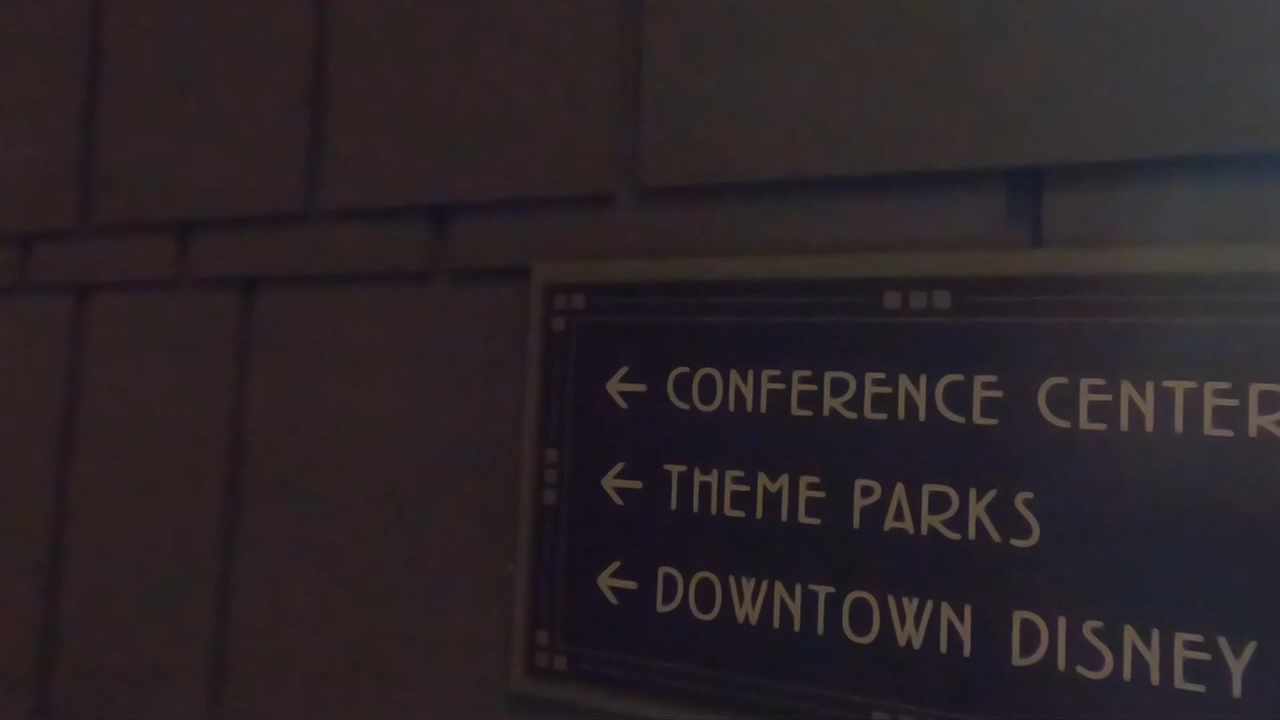 ← CONFERENCE CENTER
← THEME PARKS
← DOWNTOWN DISNEY